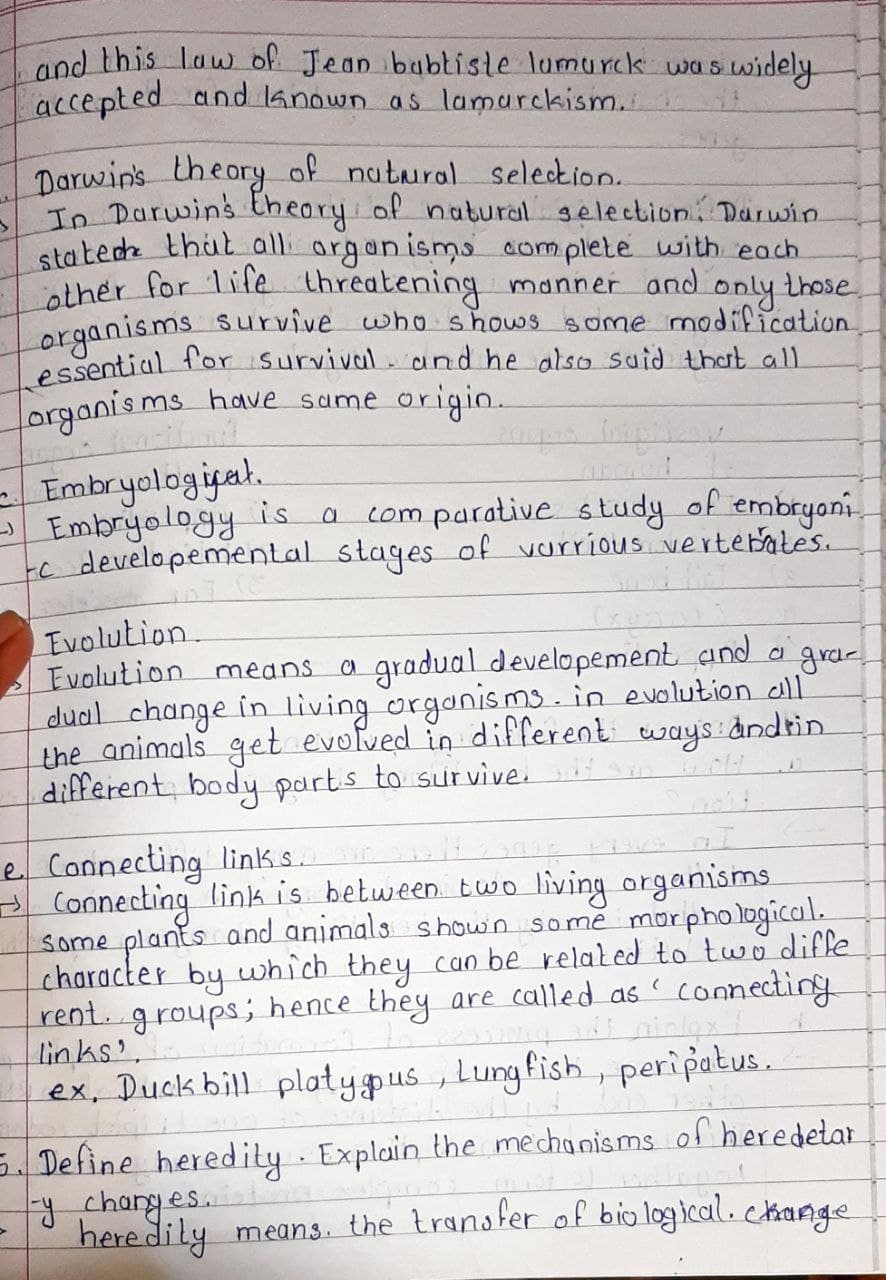 and this law of Jean babtiste lamarck was widely
accepted and known as lamarckism.
Darwin's theory of natural selection.
In Darwin's theory of natural selection. Darwin
stated that all organisms complete with each
other for life threatening manner and only those
organisms survive who shows some modification
essential for survival. and he also said that all
organisms have same origin.
c. Embryological.
Embryology is a comparative study of embryoni
-c developemental stages of varrious vertebrates.
Evolution.
Evolution means a gradual developement and a gra-
dual change in living organisms. in evolution all
the animals get evolved in different ways and in
different body parts to survive.
e. Connecting links.
Connecting link is between two living organisms
some plants and animals shown some morphological.
character by which they can be related to two diffe
rent. groups; hence they are called as ' connecting
links'.
ex. Duckbill platypus, Lungfish, peripatus.
5. Define heredity. Explain the mechanisms of heredetar
-y changes.
heredity means. the transfer of biological. change